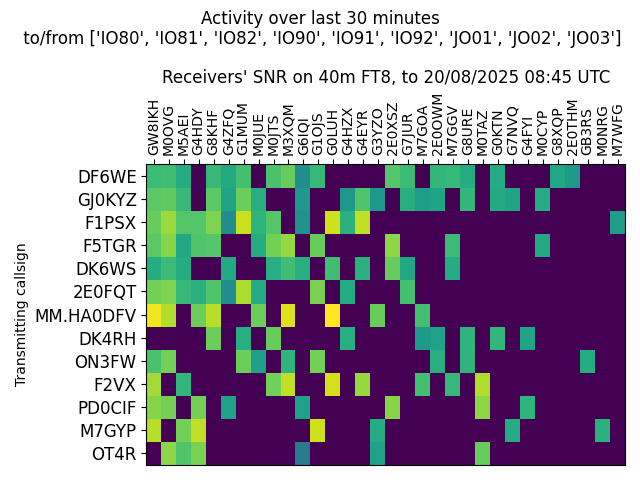 Activity over last 30 minutes
to/from ['IO80', 'IO81', 'IO82', 'IO90', 'IO91', 'IO92', 'JO01', 'JO02', 'JO03']
Receivers' SNR on 40m FT8, to 20/08/2025 08:45 UTC
GW8IKH
M0OVG
M5AEI
G4HDY
G8KHF
G4ZFQ
G1MUM
M0JUE
M0JTS
M3XQM
G6IQI
G1OJS
G0LUH
G4HZX
G4EYR
G3YZO
2E0XSZ
G7JUR
M7GOA
2E0OWM
M7GGV
G8URE
M0TAZ
G0KTN
G7NVQ
G4FYI
M0CYP
G8XQP
2E0THM
GB3RS
M0NRG
M7WFG
Transmitting callsign
DF6WE
GJ0KYZ
F1PSX
F5TGR
DK6WS
2E0FQT
MM.HA0DFV
DK4RH
ON3FW
F2VX
PD0CIF
M7GYP
OT4R